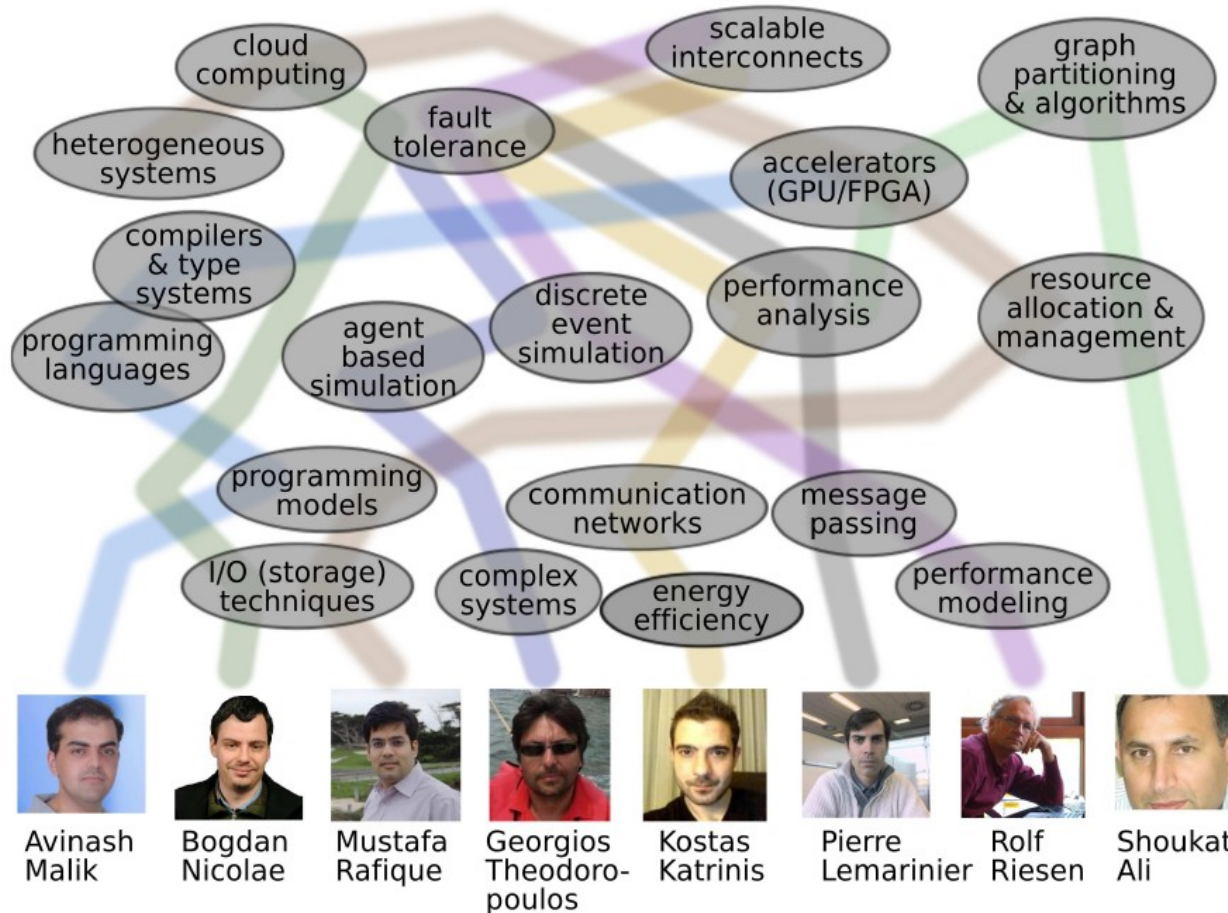 cloud
computing
scalable
interconnects
graph
partitioning
& algorithms
fault
tolerance
heterogeneous
systems
accelerators
(GPU/FPGA)
compilers
& type
systems
performance
analysis
resource
allocation &
management
discrete
event
simulation
agent
based
simulation
programming
languages
programming
models
communication
networks
message
passing
I/O (storage)
techniques
complex
systems
energy
efficiency
performance
modeling
Avinash
Malik
Bogdan
Nicolae
Mustafa
Rafique
Georgios
Theodoro-
poulos
Kostas
Katrinis
Pierre
Lemarinier
Rolf
Riesen
Shoukat
Ali